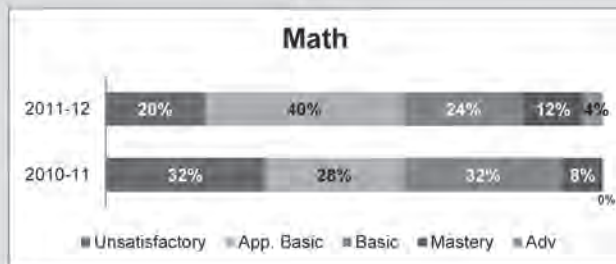 Math
2011-12 20% 40% 24% 12% 4%
2010-11 32% 28% 32% 8% 0%
Unsatisfactory App. Basic Basic Mastery Adv